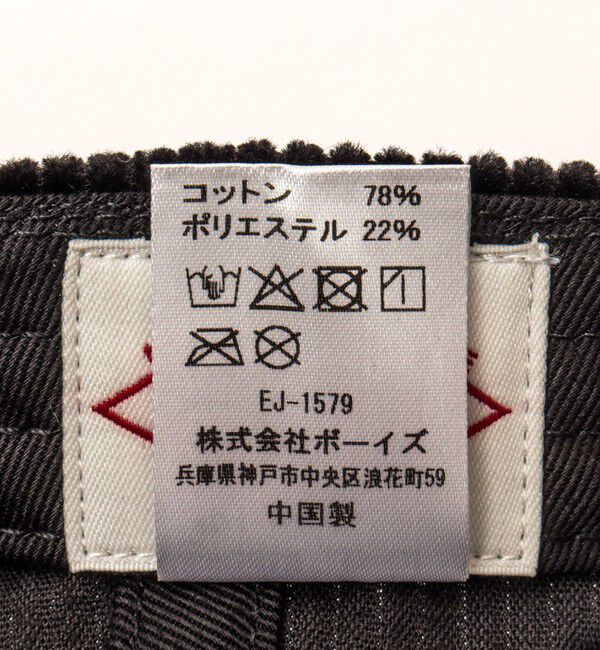 コットン 78%
ポリエステル 22%
EJ-1579
株式会社ボーイズ
兵庫県神戸市中央区浪花町59
中国製